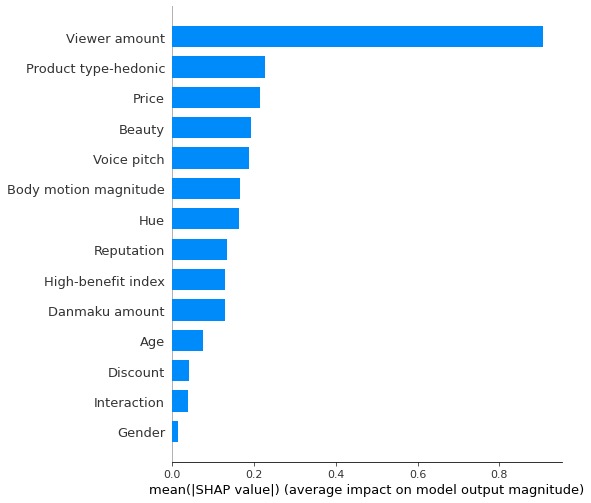 Viewer amount
Product type-hedonic
Price
Beauty
Voice pitch
Body motion magnitude
Hue
Reputation
High-benefit index
Danmaku amount
Age
Discount
Interaction
Gender
0.0 0.2 0.4 0.6 0.8
mean(|SHAP value|) (average impact on model output magnitude)